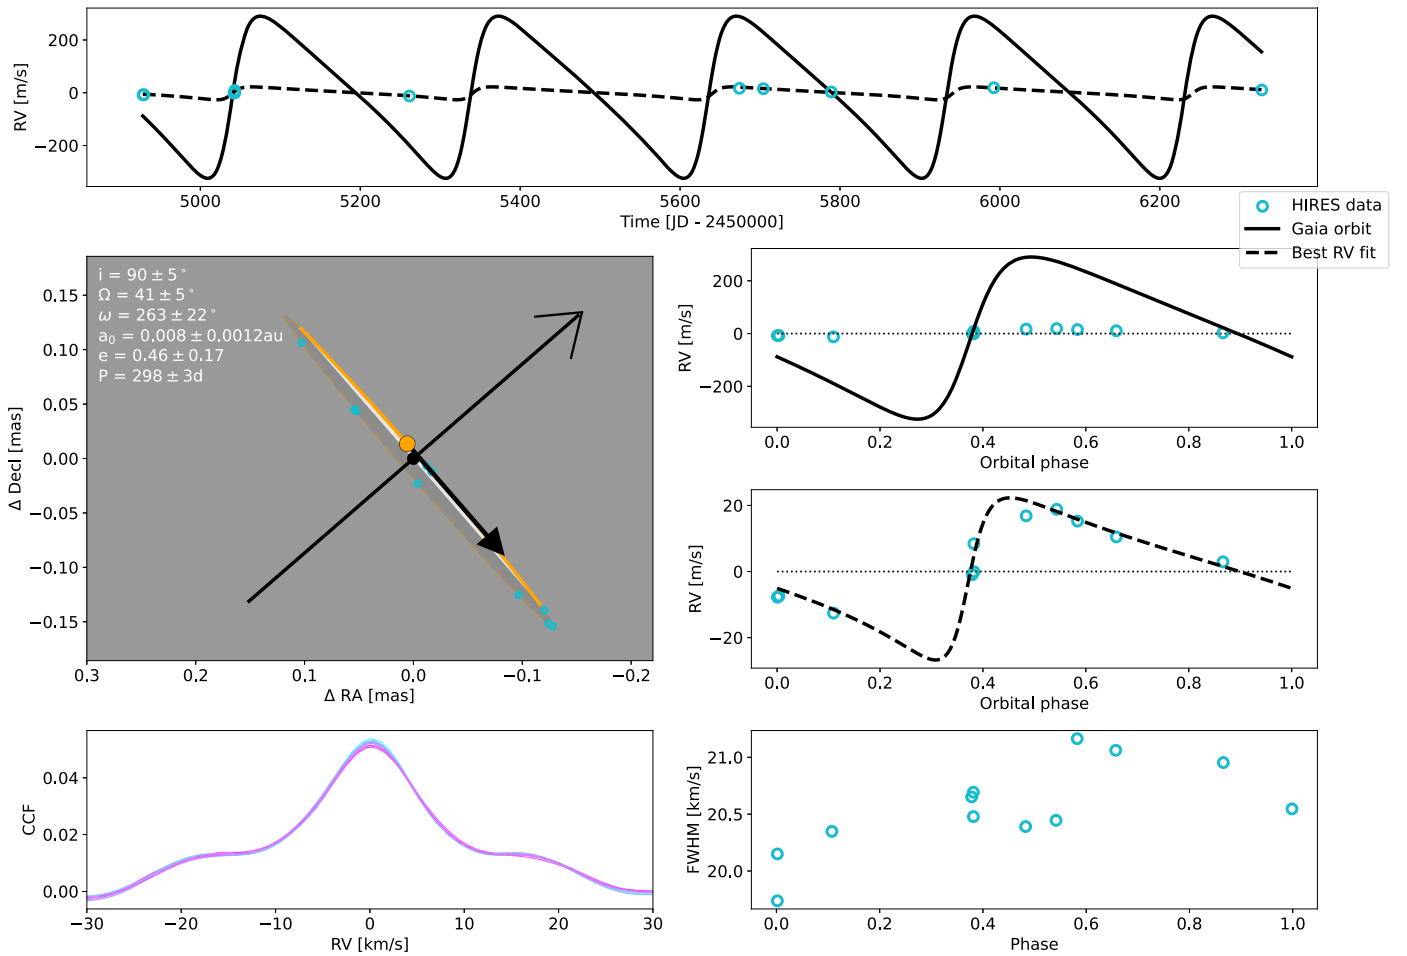 RV [m/s]
200
0
−200
5000
5200
5400
5600
5800
6000
6200
Time [JD - 2450000]
HIRES data
Gaia orbit
Best RV fit
i = 90 ± 5°
Ω = 41 ± 5°
ω = 263 ± 22°
a₀ = 0.008 ± 0.0012au
e = 0.46 ± 0.17
P = 298 ± 3d
Δ Decl [mas]
0.15
0.10
0.05
0.00
−0.05
−0.10
−0.15
0.3
0.2
0.1
0.0
−0.1
−0.2
Δ RA [mas]
RV [m/s]
200
0
−200
0.0
0.2
0.4
0.6
0.8
1.0
Orbital phase
RV [m/s]
20
0
−20
0.0
0.2
0.4
0.6
0.8
1.0
Orbital phase
CCF
0.04
0.02
0.00
−30
−20
−10
0
10
20
30
RV [km/s]
FWHM [km/s]
21.0
20.5
20.0
0.0
0.2
0.4
0.6
0.8
1.0
Phase